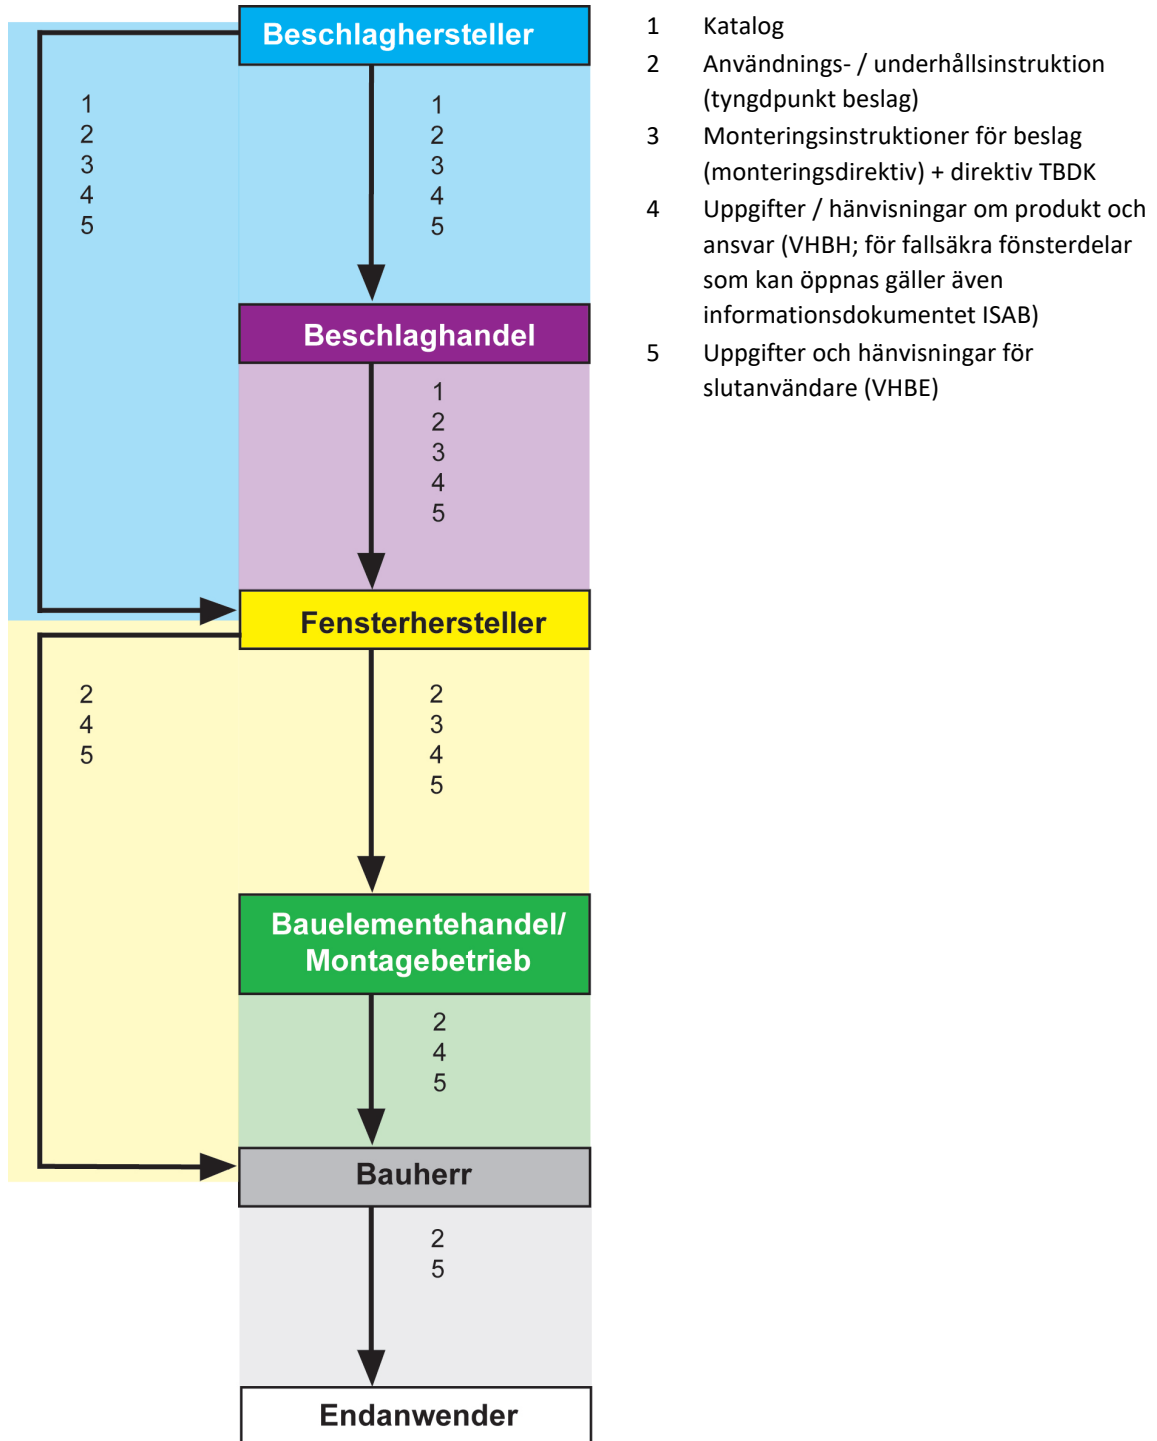 Beschlaghersteller
1
2
3
4
5
1
2
3
4
5
Beschlaghandel
1
2
3
4
5
Fensterhersteller
2
4
5
2
3
4
5
Bauelementehandel/
Montagebetrieb
2
4
5
Bauherr
2
5
Endanwender
1 Katalog
2 Användnings- / underhållsinstruktion
(tyngdpunkt beslag)
3 Monteringsinstruktioner för beslag
(monteringsdirektiv) + direktiv TBDK
4 Uppgifter / hänvisningar om produkt och
ansvar (VHBH; för fallsäkra fönsterdelar
som kan öppnas gäller även
informationsdokumentet ISAB)
5 Uppgifter och hänvisningar för
slutanvändare (VHBE)